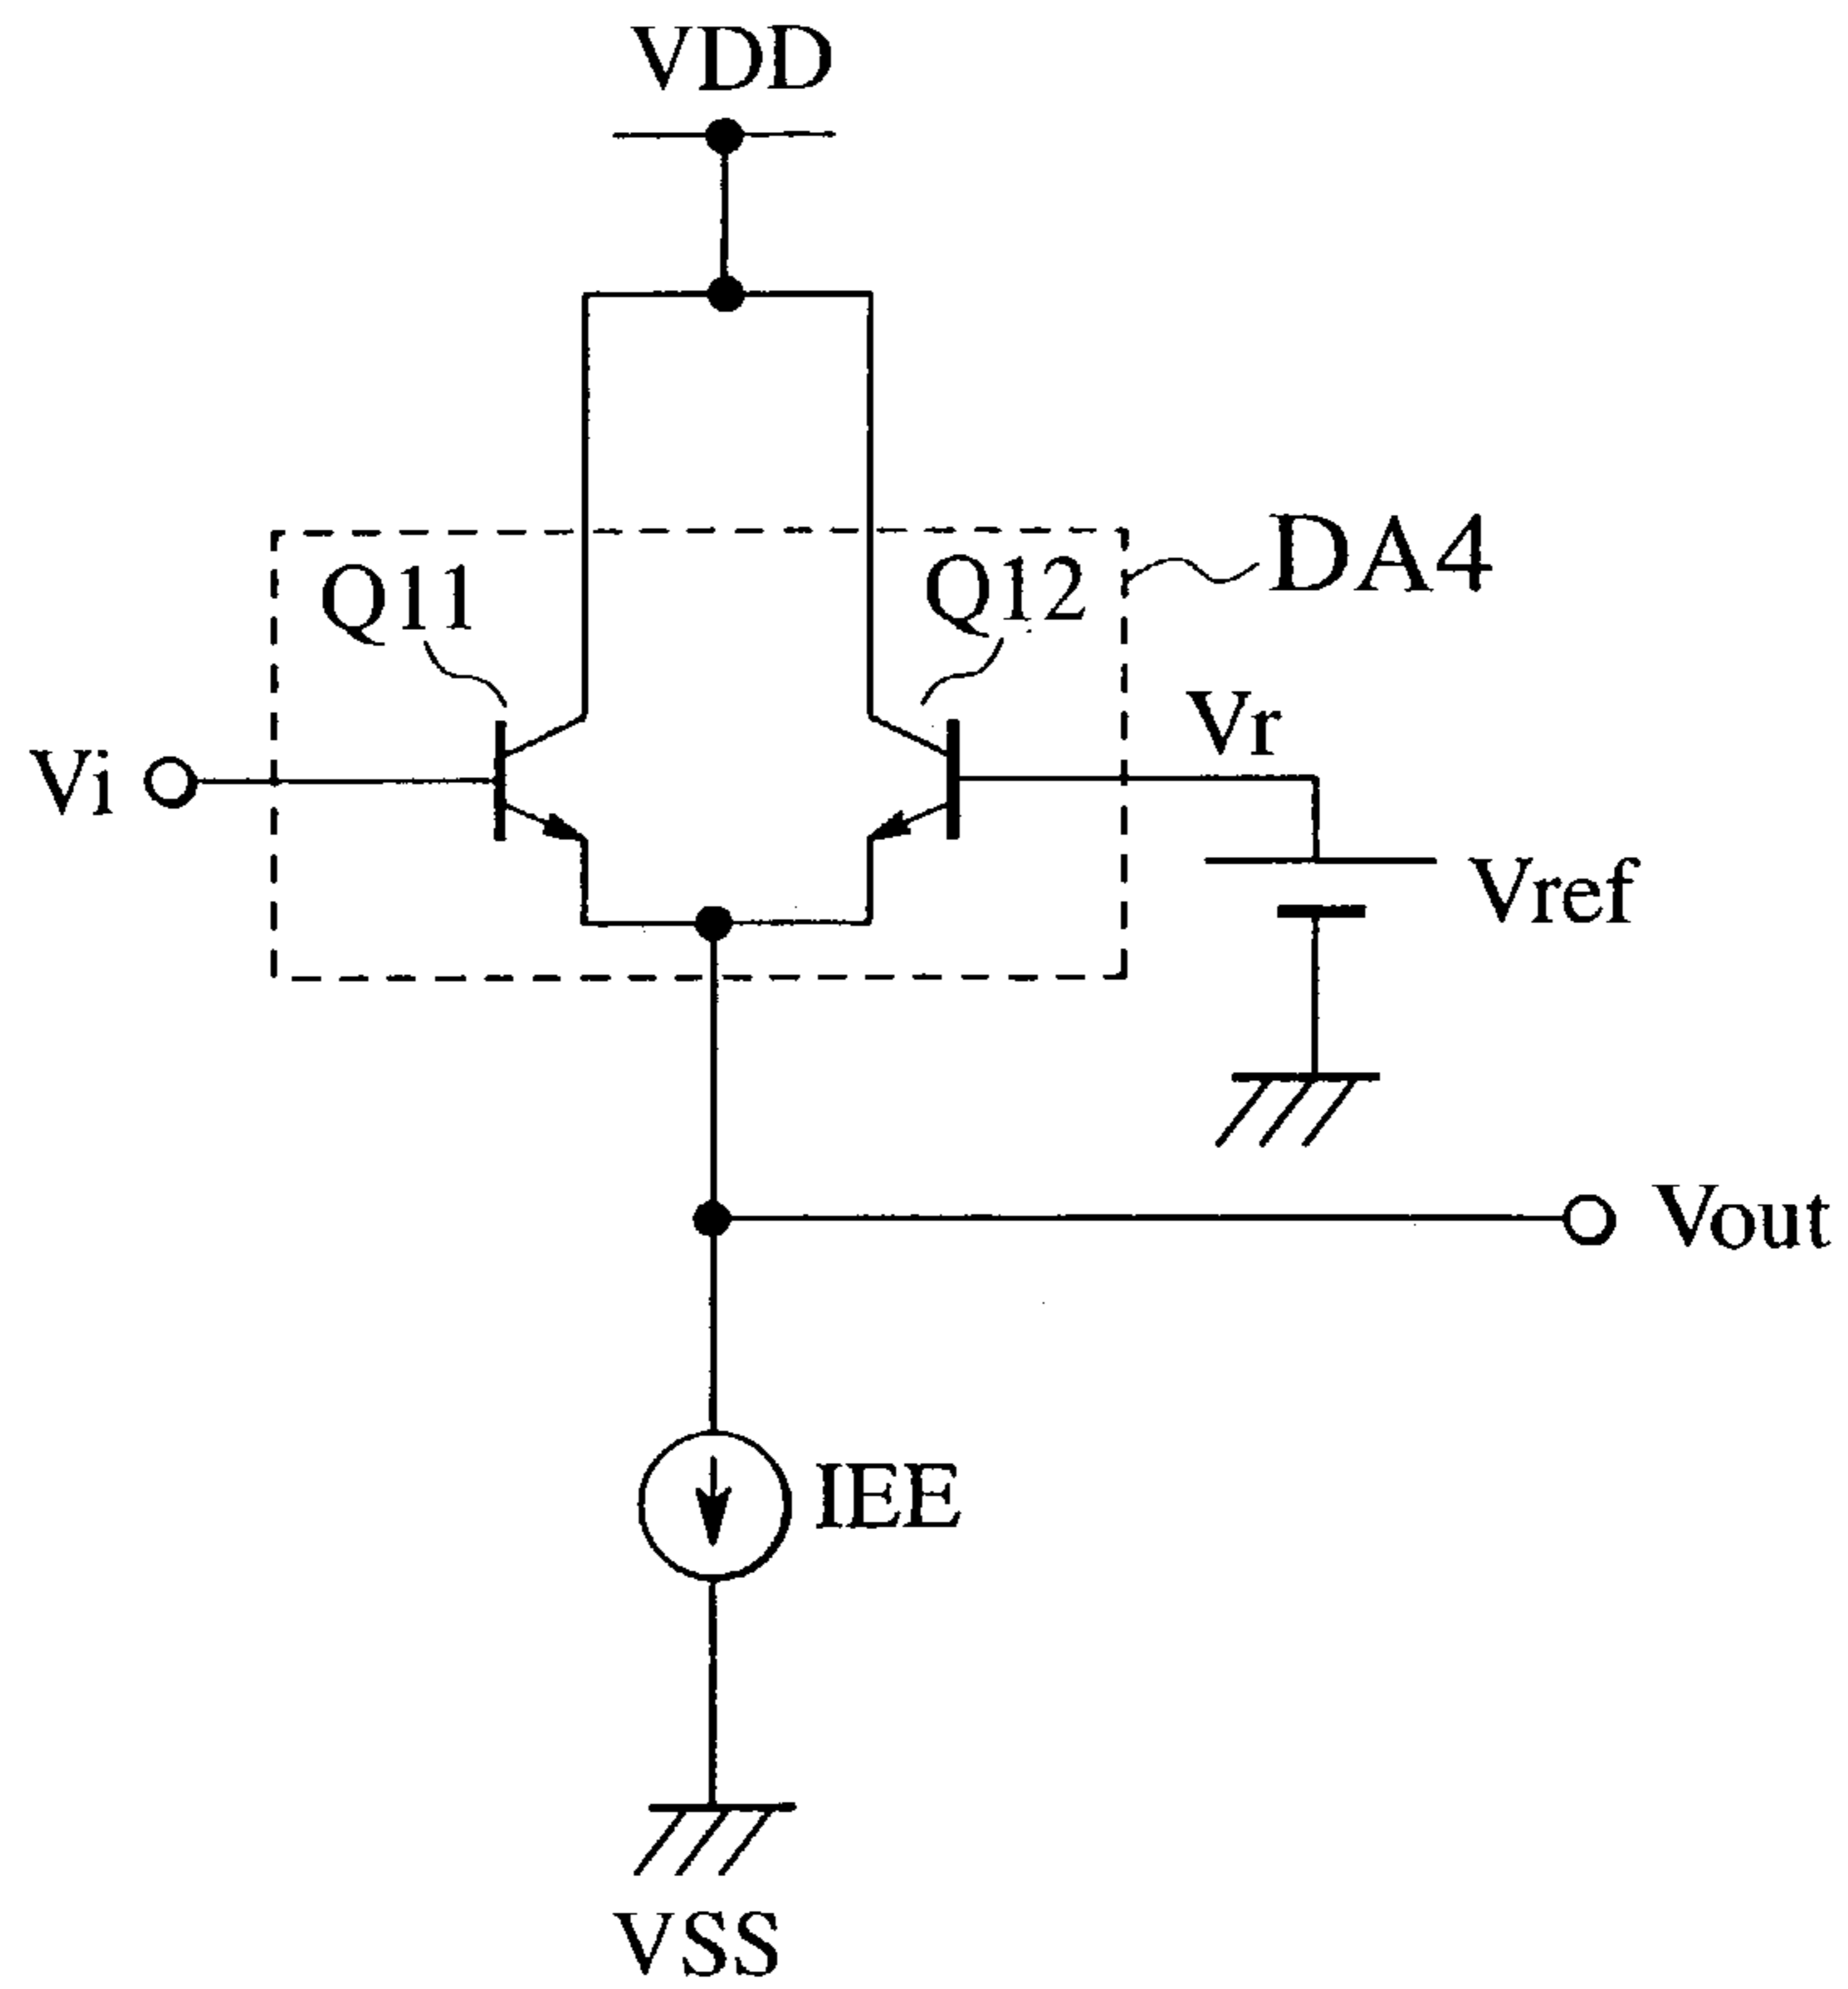 VDD
DA4
Q11
Q12
Vr
Vi
Vref
Vout
IEE
VSS